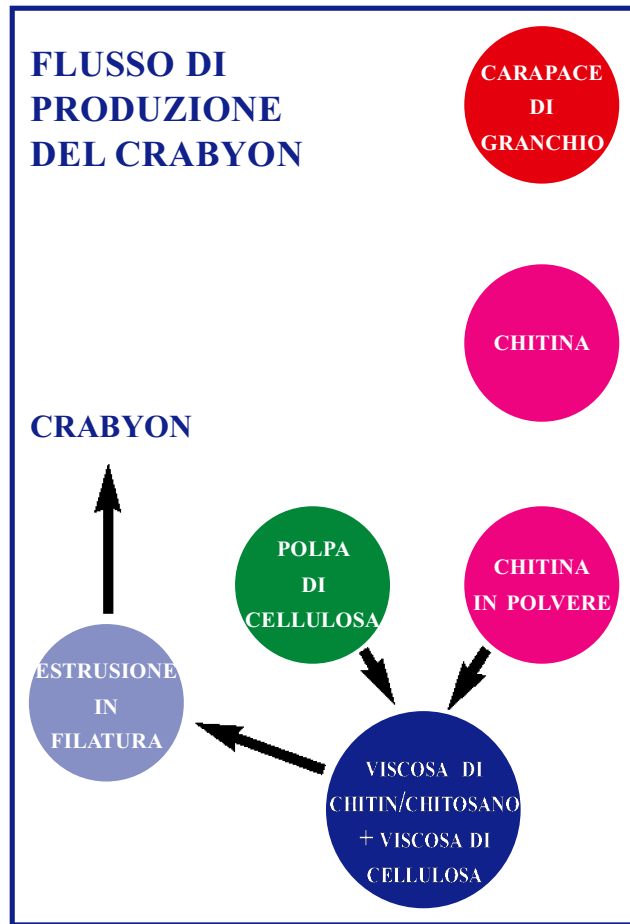 FLUSSO DI
PRODUZIONE
DEL CRABYON
CARAPACE
DI
GRANCHIO
CHITINA
CRABYON
POLPA
DI
CELLULOSA
CHITINA
IN POLVERE
ESTRUSIONE
IN
FILATURA
VISCOSA DI
CHITIN/CHITOSANO
+ VISCOSA DI
CELLULOSA